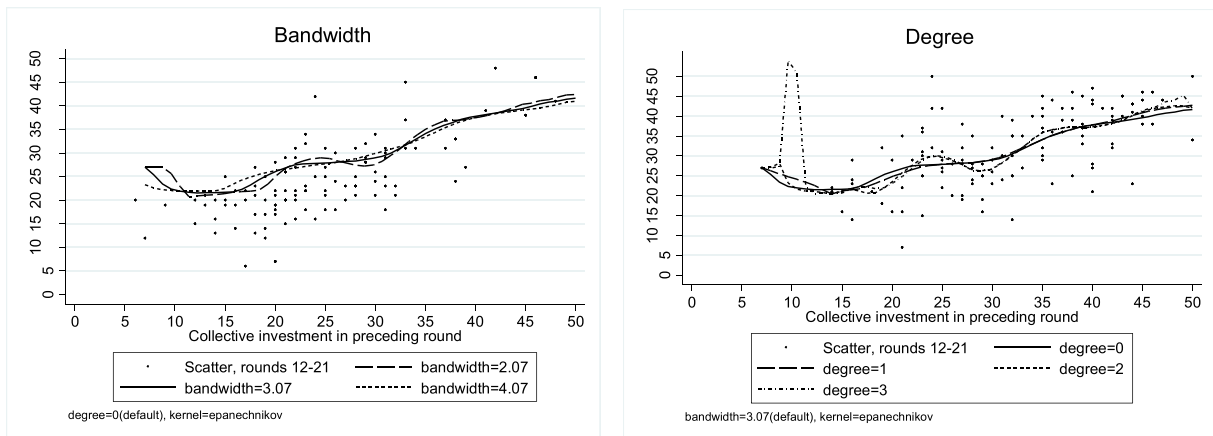 Bandwidth
50
45
40
35
30
25
20
15
10
5
0
0 5 10 15 20 25 30 35 40 45 50
Collective investment in preceding round
Scatter, rounds 12-21 bandwidth=2.07
bandwidth=3.07 bandwidth=4.07
degree=0(default), kernel=epanechnikov
Degree
50
45
40
35
30
25
20
15
10
5
0
0 5 10 15 20 25 30 35 40 45 50
Collective investment in preceding round
Scatter, rounds 12-21 degree=0
degree=1 degree=2
degree=3
bandwidth=3.07(default), kernel=epanechnikov